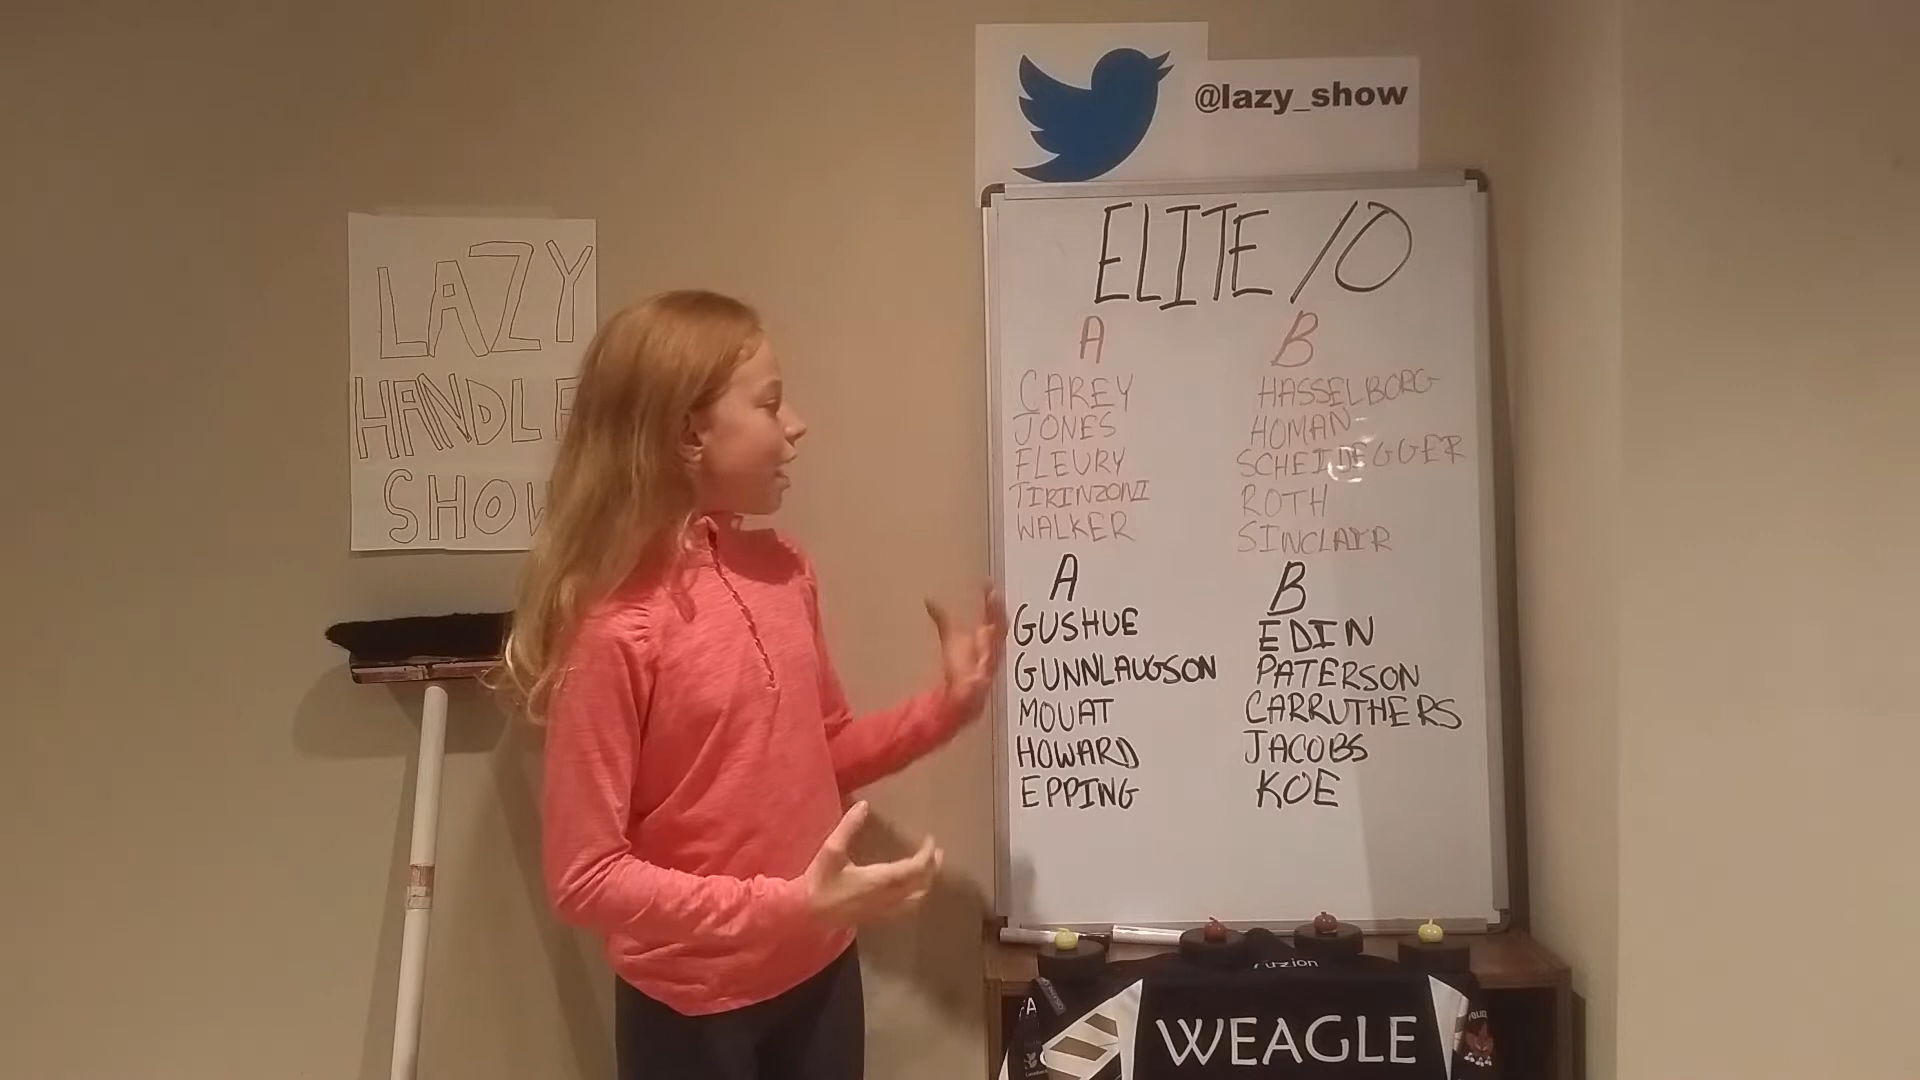 @lazy_show
LAZY
HANDLE
SHOW
ELITE 10
A
CAREY
JONES
FLEURY
TIRINZONI
WALKER
B
HASSELBORG
HOMAN
SCHEIDEGGER
ROTH
SINCLAIR
A
GUSHUE
GUNNLAUGSON
MOUAT
HOWARD
EPPING
B
EDIN
PATERSON
CARRUTHERS
JACOBS
KOE
Fuzion
WEAGLE